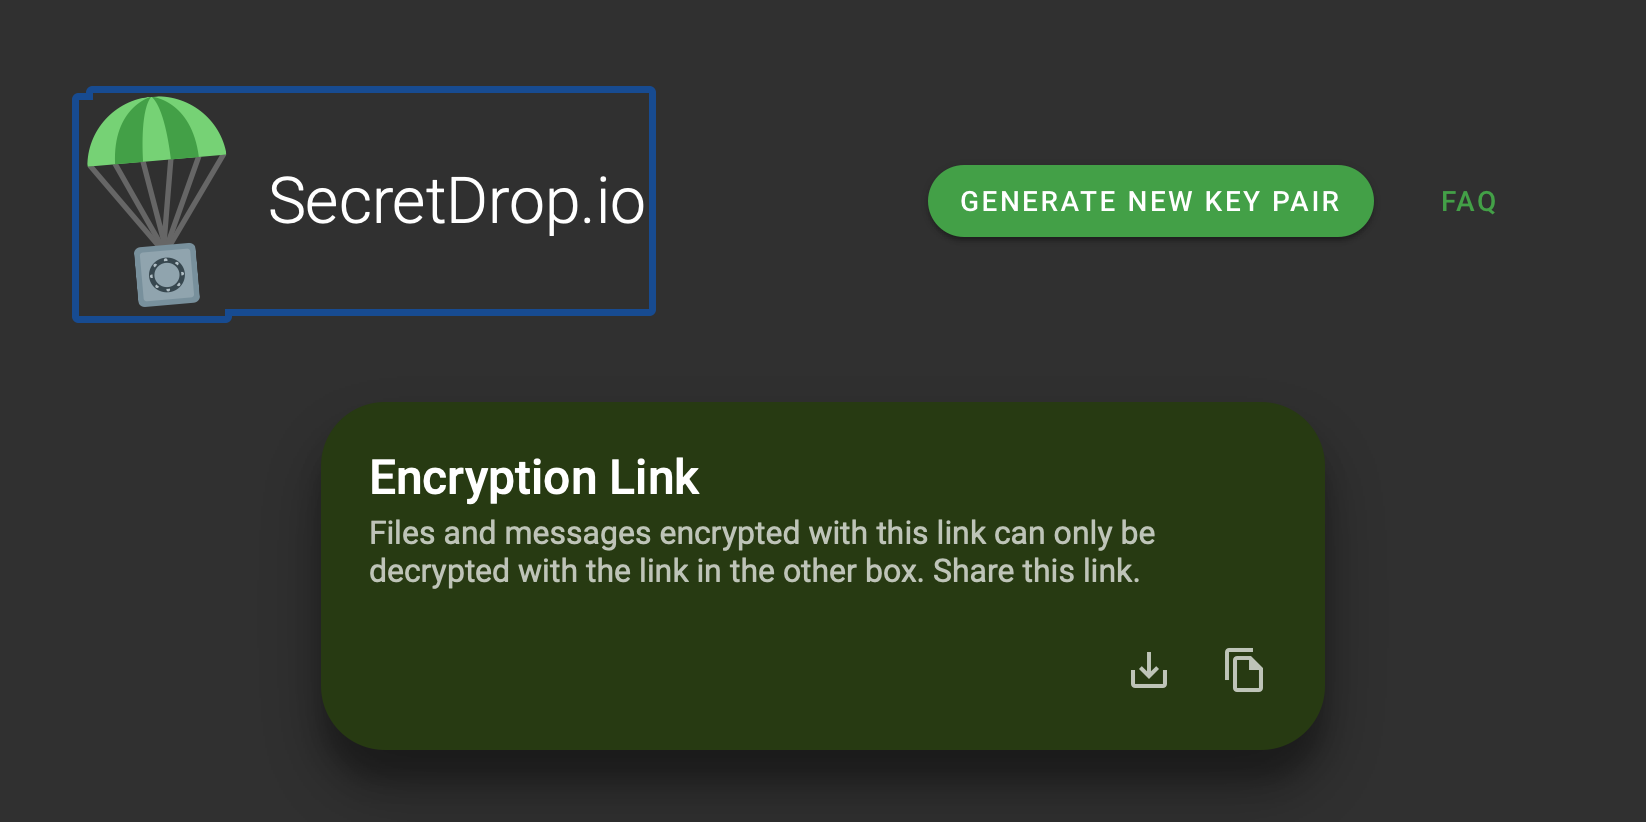 SecretDrop.io
GENERATE NEW KEY PAIR
FAQ
Encryption Link
Files and messages encrypted with this link can only be
decrypted with the link in the other box. Share this link.